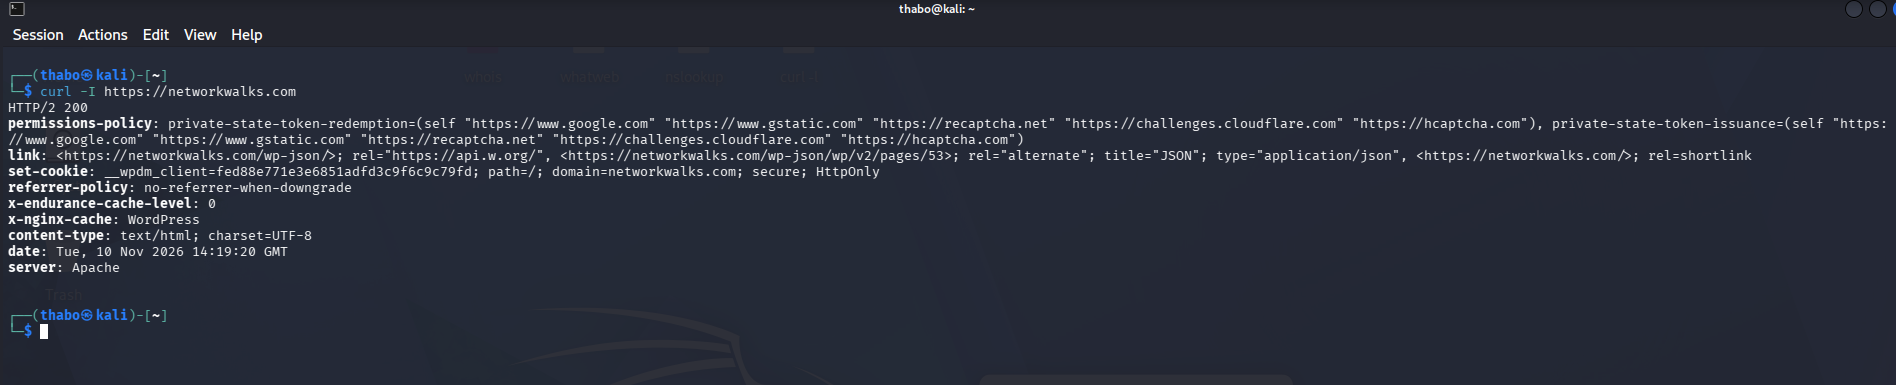 thabo@kali: ~
Session Actions Edit View Help
whois whatweb nslookup curl
┌──(thabo㉿kali)-[~]
└─$ curl -I https://networkwalks.com
HTTP/2 200
permissions-policy: private-state-token-redemption=(self "https://www.google.com" "https://www.gstatic.com" "https://recaptcha.net" "https://challenges.cloudflare.com" "https://hcaptcha.com"), private-state-token-issuance=(self "https:
//www.google.com" "https://www.gstatic.com" "https://recaptcha.net" "https://challenges.cloudflare.com" "https://hcaptcha.com")
link: <https://networkwalks.com/wp-json/>; rel="https://api.w.org/", <https://networkwalks.com/wp-json/wp/v2/pages/53>; rel="alternate"; title="JSON"; type="application/json", <https://networkwalks.com/>; rel=shortlink
set-cookie: __wpdm_client=fed88e771e3e6851adfd3c9f6c9c79fd; path=/; domain=networkwalks.com; secure; HttpOnly
referrer-policy: no-referrer-when-downgrade
x-endurance-cache-level: 0
x-nginx-cache: WordPress
content-type: text/html; charset=UTF-8
date: Tue, 10 Nov 2026 14:19:20 GMT
server: Apache
Trash
┌──(thabo㉿kali)-[~]
└─$